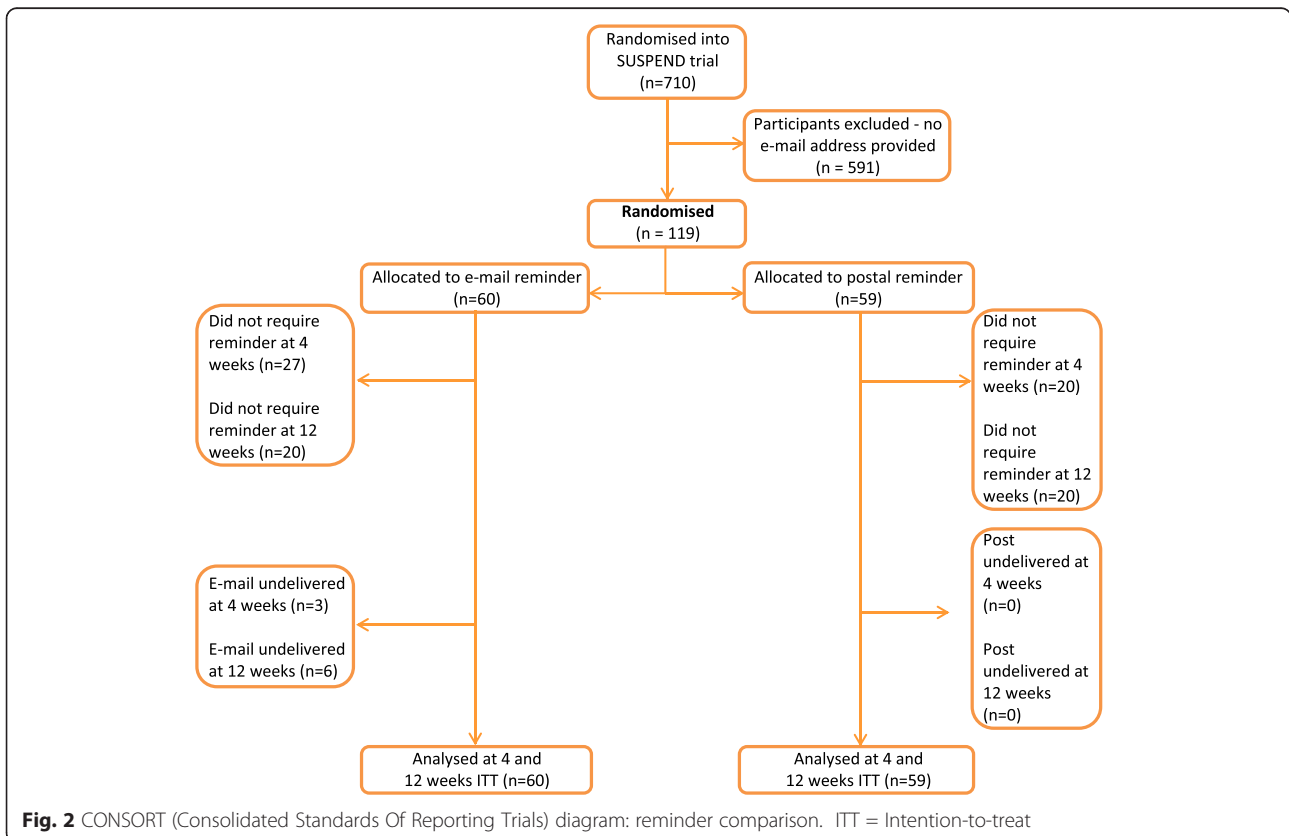 Randomised into
SUSPEND trial
(n=710)
Participants excluded - no
e-mail address provided
(n = 591)
Randomised
(n = 119)
Allocated to e-mail reminder
(n=60)
Allocated to postal reminder
(n=59)
Did not require
reminder at 4
weeks (n=27)
Did not require
reminder at 12
weeks (n=20)
Did not
require
reminder at 4
weeks (n=20)
Did not
require
reminder at 12
weeks (n=20)
E-mail undelivered
at 4 weeks (n=3)
E-mail undelivered
at 12 weeks (n=6)
Post
undelivered at
4 weeks
(n=0)
Post
undelivered at
12 weeks
(n=0)
Analysed at 4 and
12 weeks ITT (n=60)
Analysed at 4 and
12 weeks ITT (n=59)
Fig. 2 CONSORT (Consolidated Standards Of Reporting Trials) diagram: reminder comparison. ITT = Intention-to-treat